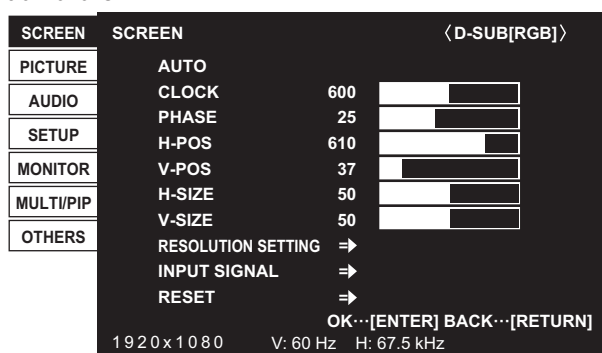 SCREEN
PICTURE
AUDIO
SETUP
MONITOR
MULTI/PIP
OTHERS
SCREEN 〈D-SUB[RGB]〉
AUTO
CLOCK 600
PHASE 25
H-POS 610
V-POS 37
H-SIZE 50
V-SIZE 50
RESOLUTION SETTING ⇒
INPUT SIGNAL ⇒
RESET ⇒
OK···[ENTER] BACK···[RETURN]
1920x1080 V: 60 Hz H: 67.5 kHz